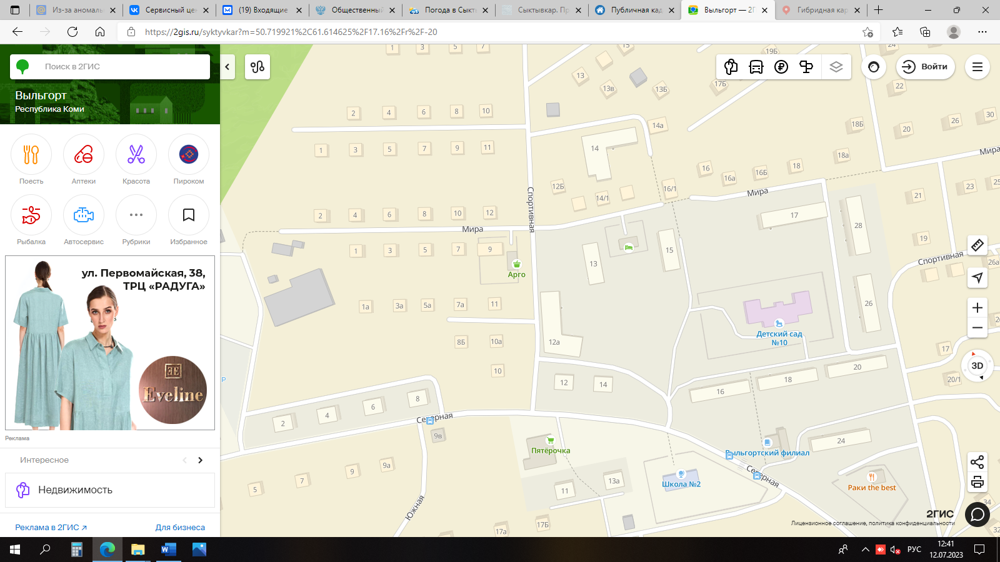 Из-за аномаль
Сервисный цен
(19) Входящие
Общественный
Погода в Сыкт
Сыктывкар. Пр
Публичная кад
Выльгорт — 2Г
Гибридная кар
https://2gis.ru/syktyvkar?m=50.719921%2C61.614625%2F17.16%2Fr%2F-20
Поиск в 2ГИС
Войти
Выльгорт
Республика Коми
Поесть
Аптеки
Красота
Пироком
Рыбалка
Автосервис
Рубрики
Избранное
ул. Первомайская, 38,
ТРЦ «РАДУГА»
Eveline
Реклама
Интересное
Недвижимость
Реклама в 2ГИС ↗
Для бизнеса
1 3 5 7
15
19Б
24
13
13в
13Б
17Б
22
2 4 6 8 10
14а
18Б
20
26
30
1 3 5 7 9 11
14
18а
Мира
16
16а
16Б
18
12Б
14/1
16/1
Мира
21
23
25
Спортивная
2 4 6 8 10 12
17
28
Мира
19
1 3 5 7 9
Арго
13
15
Спортивная
26а
1а 3а 5а 7а 11
26
Детский сад
№10
8Б 10а
12а
17
10
12 14
16
18
20
20/1
3D
2 4 6 8
Северная
9в
Пятёрочка
Выльгортский филиал
24
Северная
5 7 9 9а
11
13а
Школа №2
Раки the best
Южная
17а
17Б
34
32
2ГИС
Лицензионное соглашение, политика конфиденциальности
РУС
12:41
12.07.2023